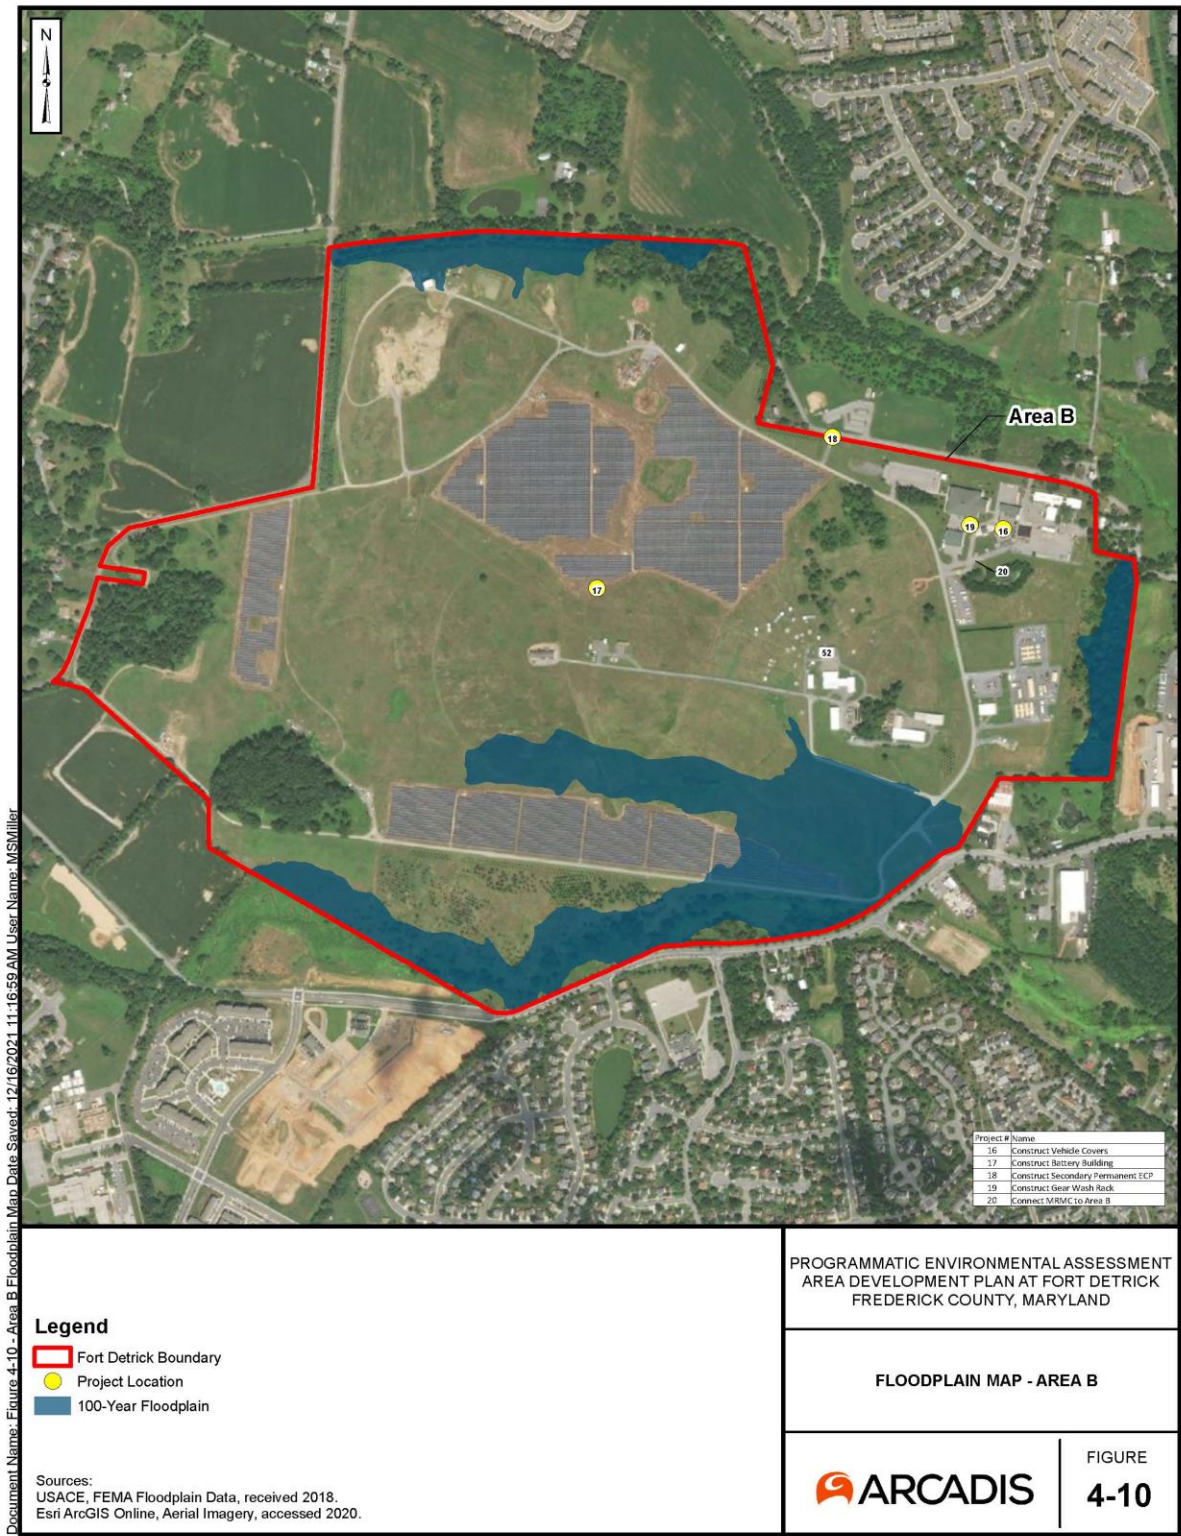 N
Area B
18
19
16
20
17
52
Project # Name
16 Construct Vehicle Covers
17 Construct Battery Building
18 Construct Secondary Permanent ECP
19 Construct Gear Wash Rack
20 Connect MRMC to Area B
Document Name: Figure 4-10 - Area B Floodplain Map Date Saved: 12/16/2021 11:16:59 AM User Name: MSMiller
Legend
Fort Detrick Boundary
Project Location
100-Year Floodplain
Sources:
USACE, FEMA Floodplain Data, received 2018.
Esri ArcGIS Online, Aerial Imagery, accessed 2020.
PROGRAMMATIC ENVIRONMENTAL ASSESSMENT
AREA DEVELOPMENT PLAN AT FORT DETRICK
FREDERICK COUNTY, MARYLAND
FLOODPLAIN MAP - AREA B
ARCADIS
FIGURE
4-10